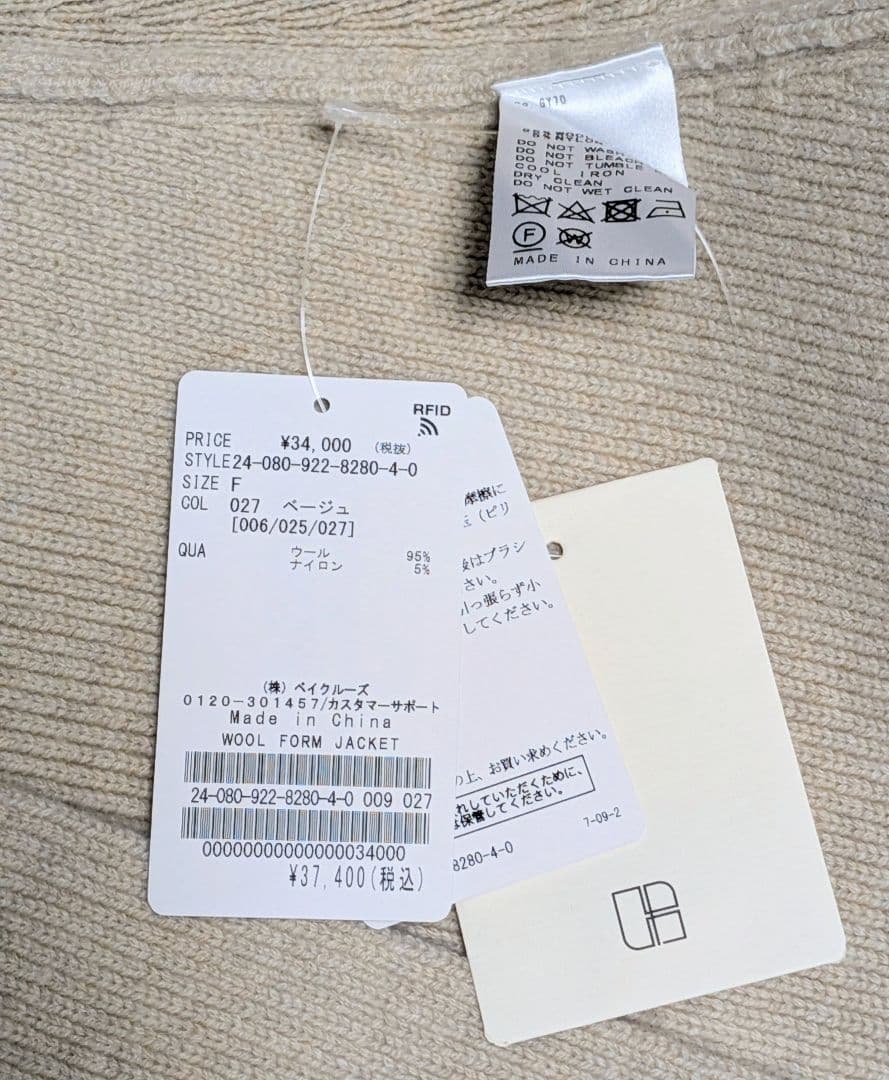 GY70
DO NOT WASH
DO NOT BLEACH
DO NOT TUMBLE
COOL IRON
DRY CLEAN
DO NOT WET CLEAN
F
W
MADE IN CHINA
RFID
PRICE ¥34,000 (税抜)
STYLE24-080-922-8280-4-0
SIZE F
COL 027 ベージュ
[006/025/027]
QUA ウール 95%
ナイロン 5%
(株) ベイクルーズ
0120-301457/カスタマーサポート
Made in China
WOOL FORM JACKET
24-080-922-8280-4-0 009 027
00000000000000034000
¥37,400(税込)
摩擦に
(ピリ
はブラシ
さい。
引っ張らず小
してください。
の上、お買い求めください。
れしていただくために、
保管してください。
8280-4-0
7-09-2